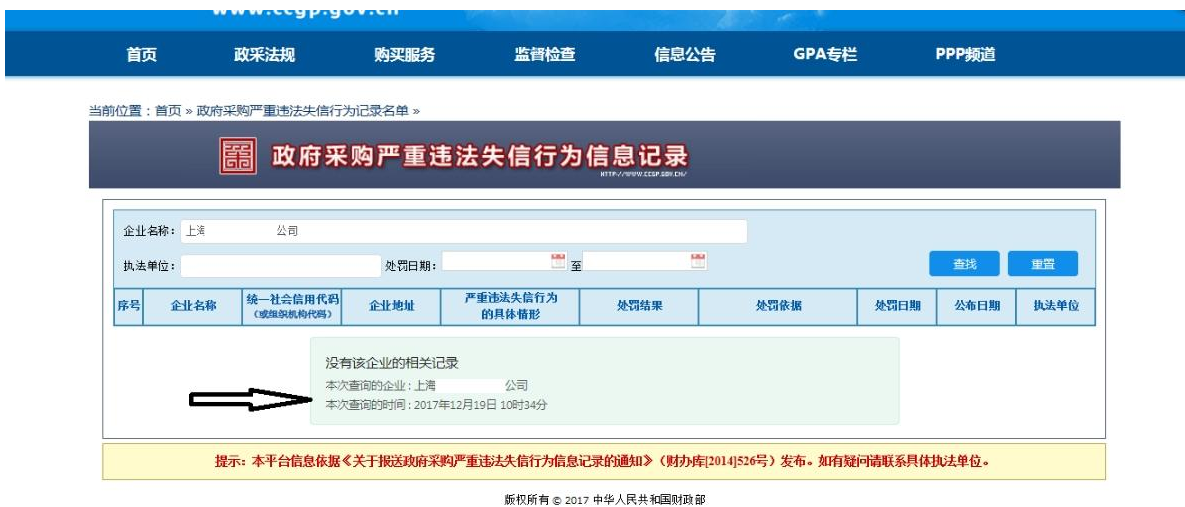 www.ccgp.gov.cn
首页 政采法规 购买服务 监督检查 信息公告 GPA专栏 PPP频道
当前位置：首页 » 政府采购严重违法失信行为记录名单 »
政府采购严重违法失信行为信息记录
HTTP://WWW.CCGP.GOV.CN/
企业名称： 上海 公司
执法单位： 处罚日期： 至 查找 重置
序号 企业名称 统一社会信用代码 企业地址 严重违法失信行为 处罚结果 处罚依据 处罚日期 公布日期 执法单位
（或组织机构代码） 的具体情形
没有该企业的相关记录
本次查询的企业：上海 公司
本次查询的时间：2017年12月19日 10时34分
提示：本平台信息依据《关于报送政府采购严重违法失信行为信息记录的通知》（财办库[2014]526号）发布。如有疑问请联系具体执法单位。
版权所有 © 2017 中华人民共和国财政部